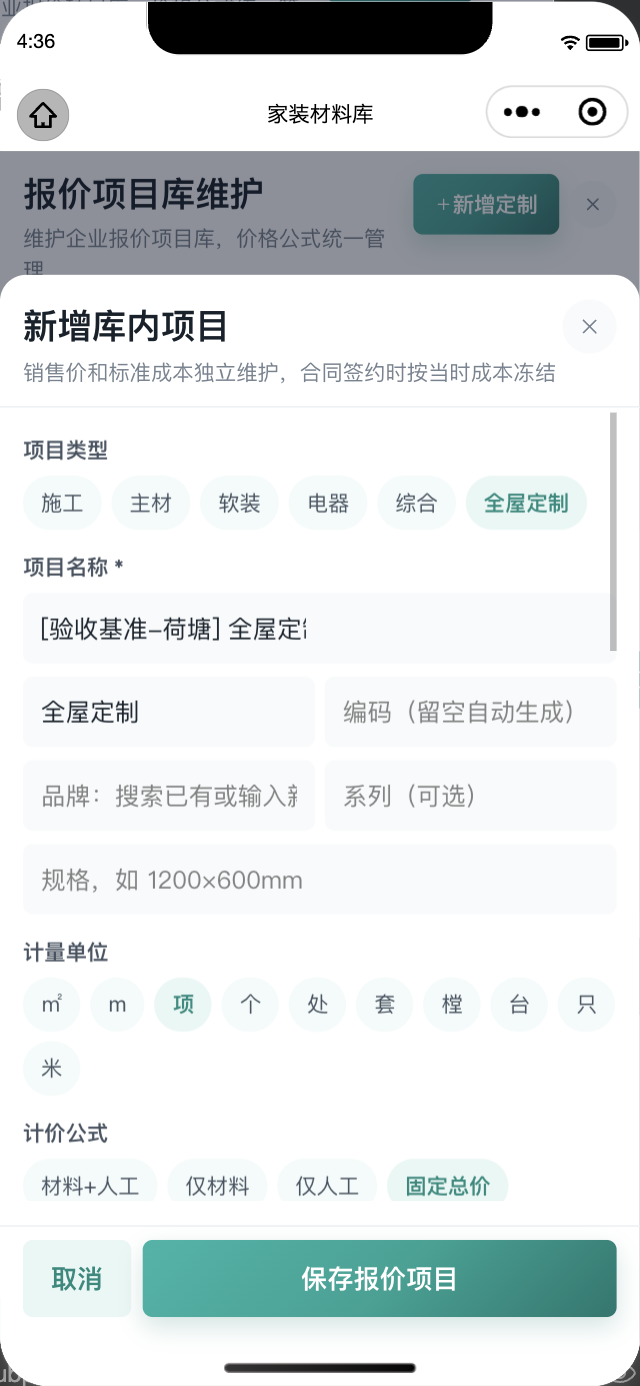 4:36
家装材料库
报价项目库维护
+新增定制
×
维护企业报价项目库，价格公式统一管
理
新增库内项目
×
销售价和标准成本独立维护，合同签约时按当时成本冻结
项目类型
施工 主材 软装 电器 综合 全屋定制
项目名称 *
[验收基准-荷塘] 全屋定
全屋定制 编码（留空自动生成）
品牌：搜索已有或输入 系列（可选）
规格，如 1200×600mm
计量单位
㎡ m 项 个 处 套 樘 台 只
米
计价公式
材料+人工 仅材料 仅人工 固定总价
取消 保存报价项目